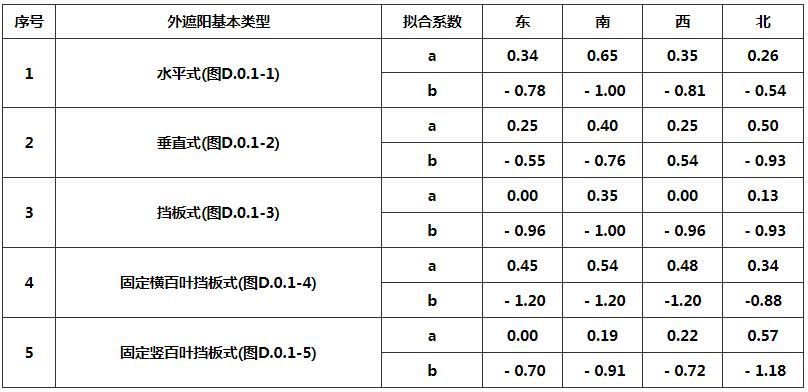 序号 外遮阳基本类型 拟合系数 东 南 西 北
1 水平式(图D.0.1-1) a 0.34 0.65 0.35 0.26
b - 0.78 - 1.00 - 0.81 - 0.54
2 垂直式(图D.0.1-2) a 0.25 0.40 0.25 0.50
b - 0.55 - 0.76 0.54 - 0.93
3 挡板式(图D.0.1-3) a 0.00 0.35 0.00 0.13
b - 0.96 - 1.00 - 0.96 - 0.93
4 固定横百叶挡板式(图D.0.1-4) a 0.45 0.54 0.48 0.34
b - 1.20 - 1.20 -1.20 -0.88
5 固定竖百叶挡板式(图D.0.1-5) a 0.00 0.19 0.22 0.57
b - 0.70 - 0.91 - 0.72 - 1.18